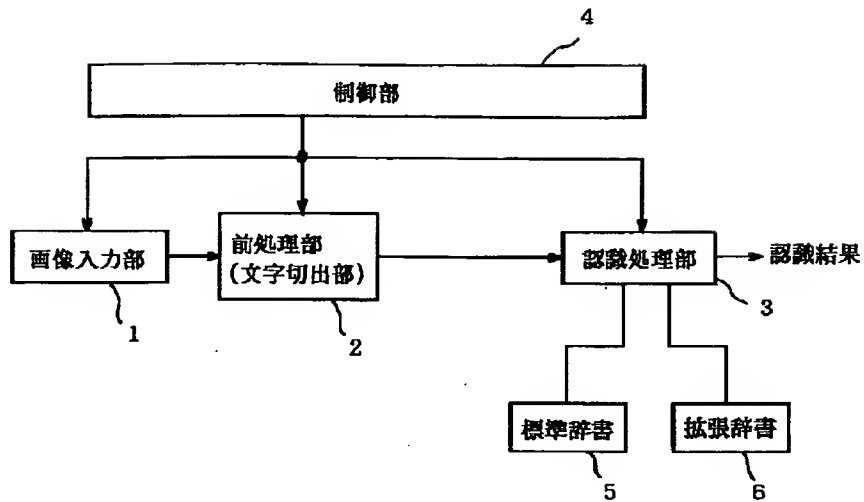 4
制御部
画像入力部
前処理部
(文字切出部)
認識処理部
認識結果
1
2
3
標準辞書
拡張辞書
5
6